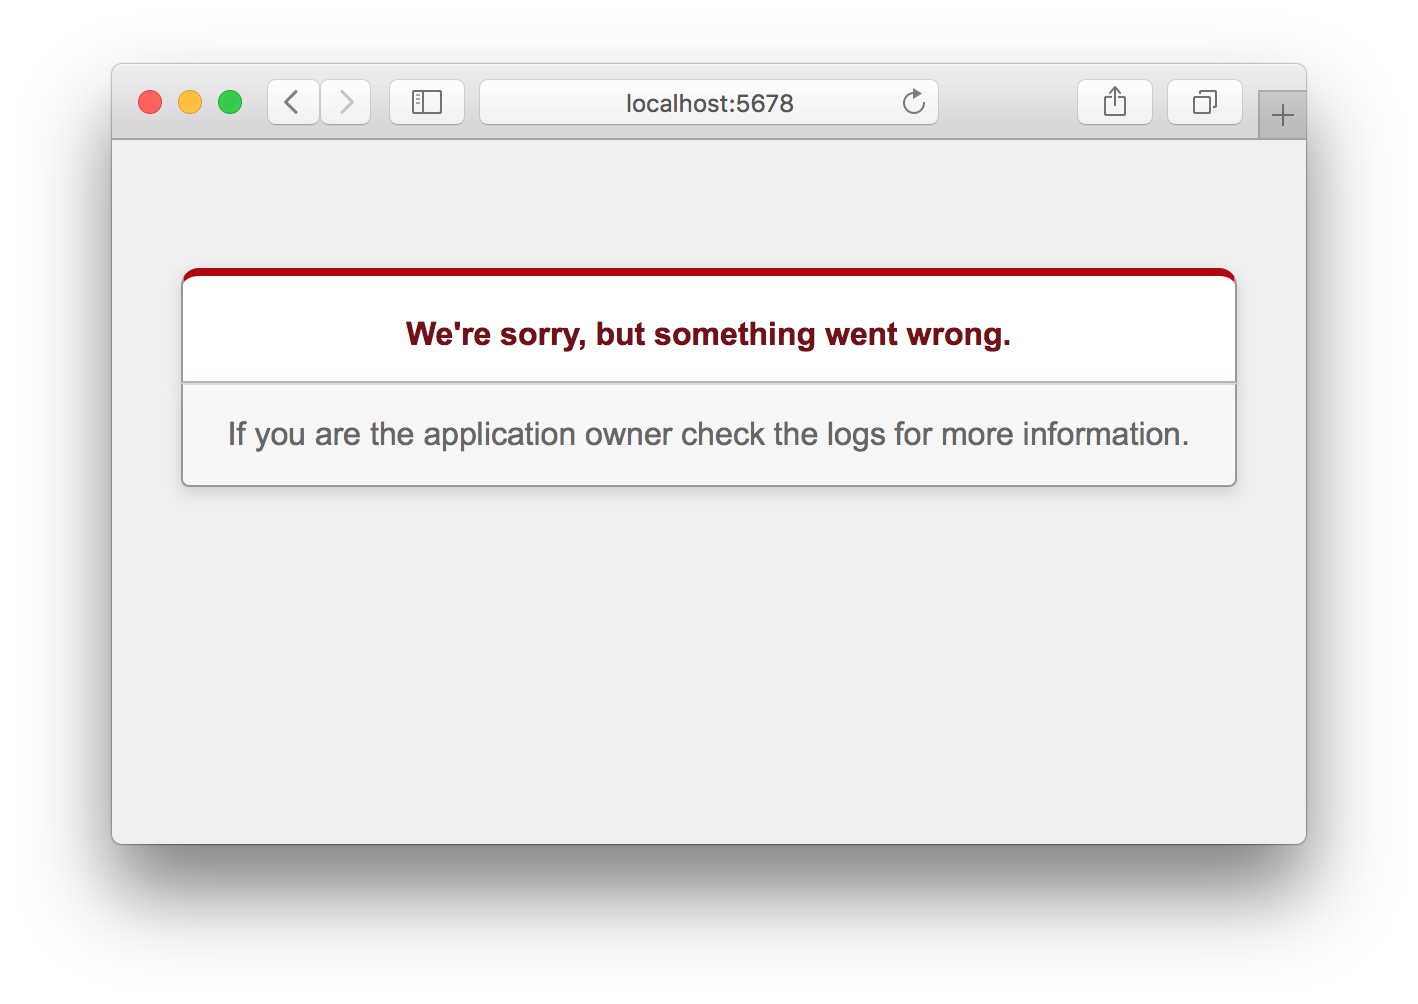 localhost:5678
We're sorry, but something went wrong.
If you are the application owner check the logs for more information.